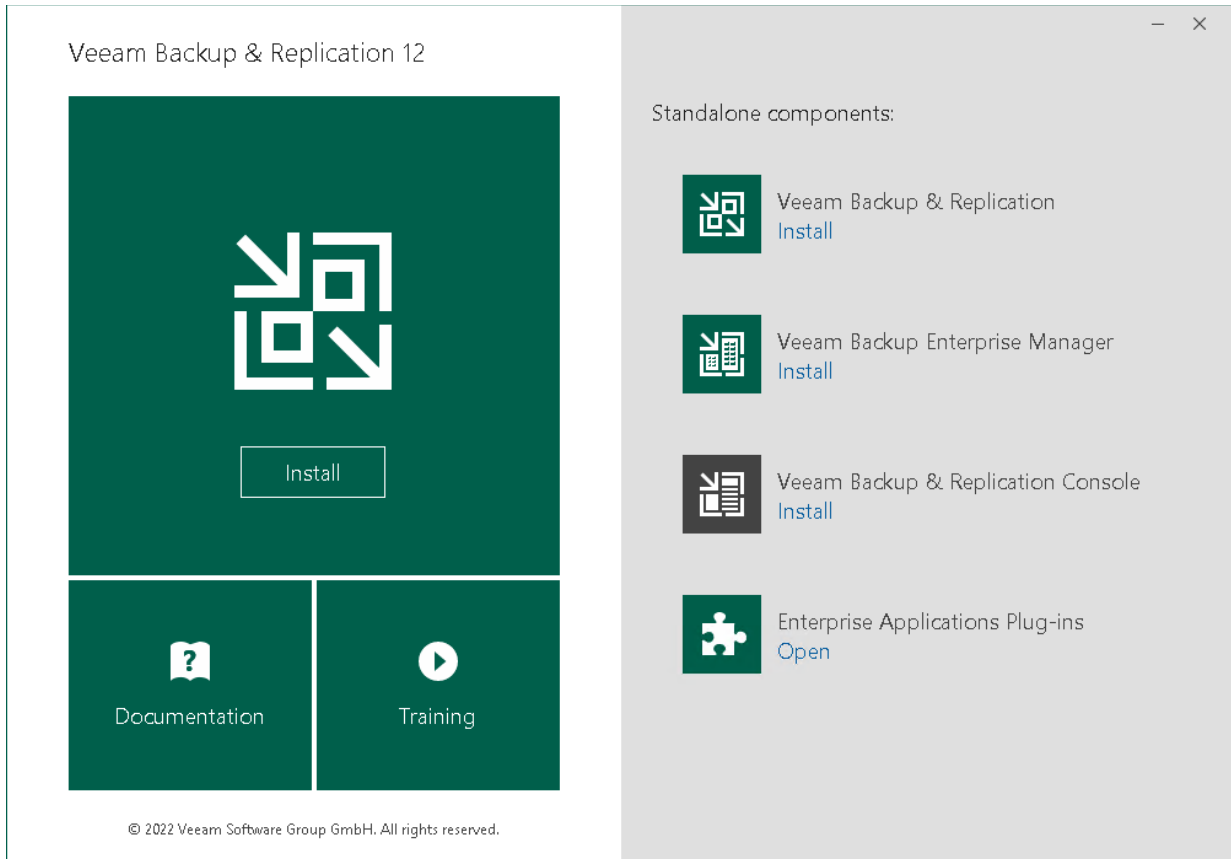 Veeam Backup & Replication 12
Install
Documentation
Training
© 2022 Veeam Software Group GmbH. All rights reserved.
Standalone components:
Veeam Backup & Replication
Install
Veeam Backup Enterprise Manager
Install
Veeam Backup & Replication Console
Install
Enterprise Applications Plug-ins
Open